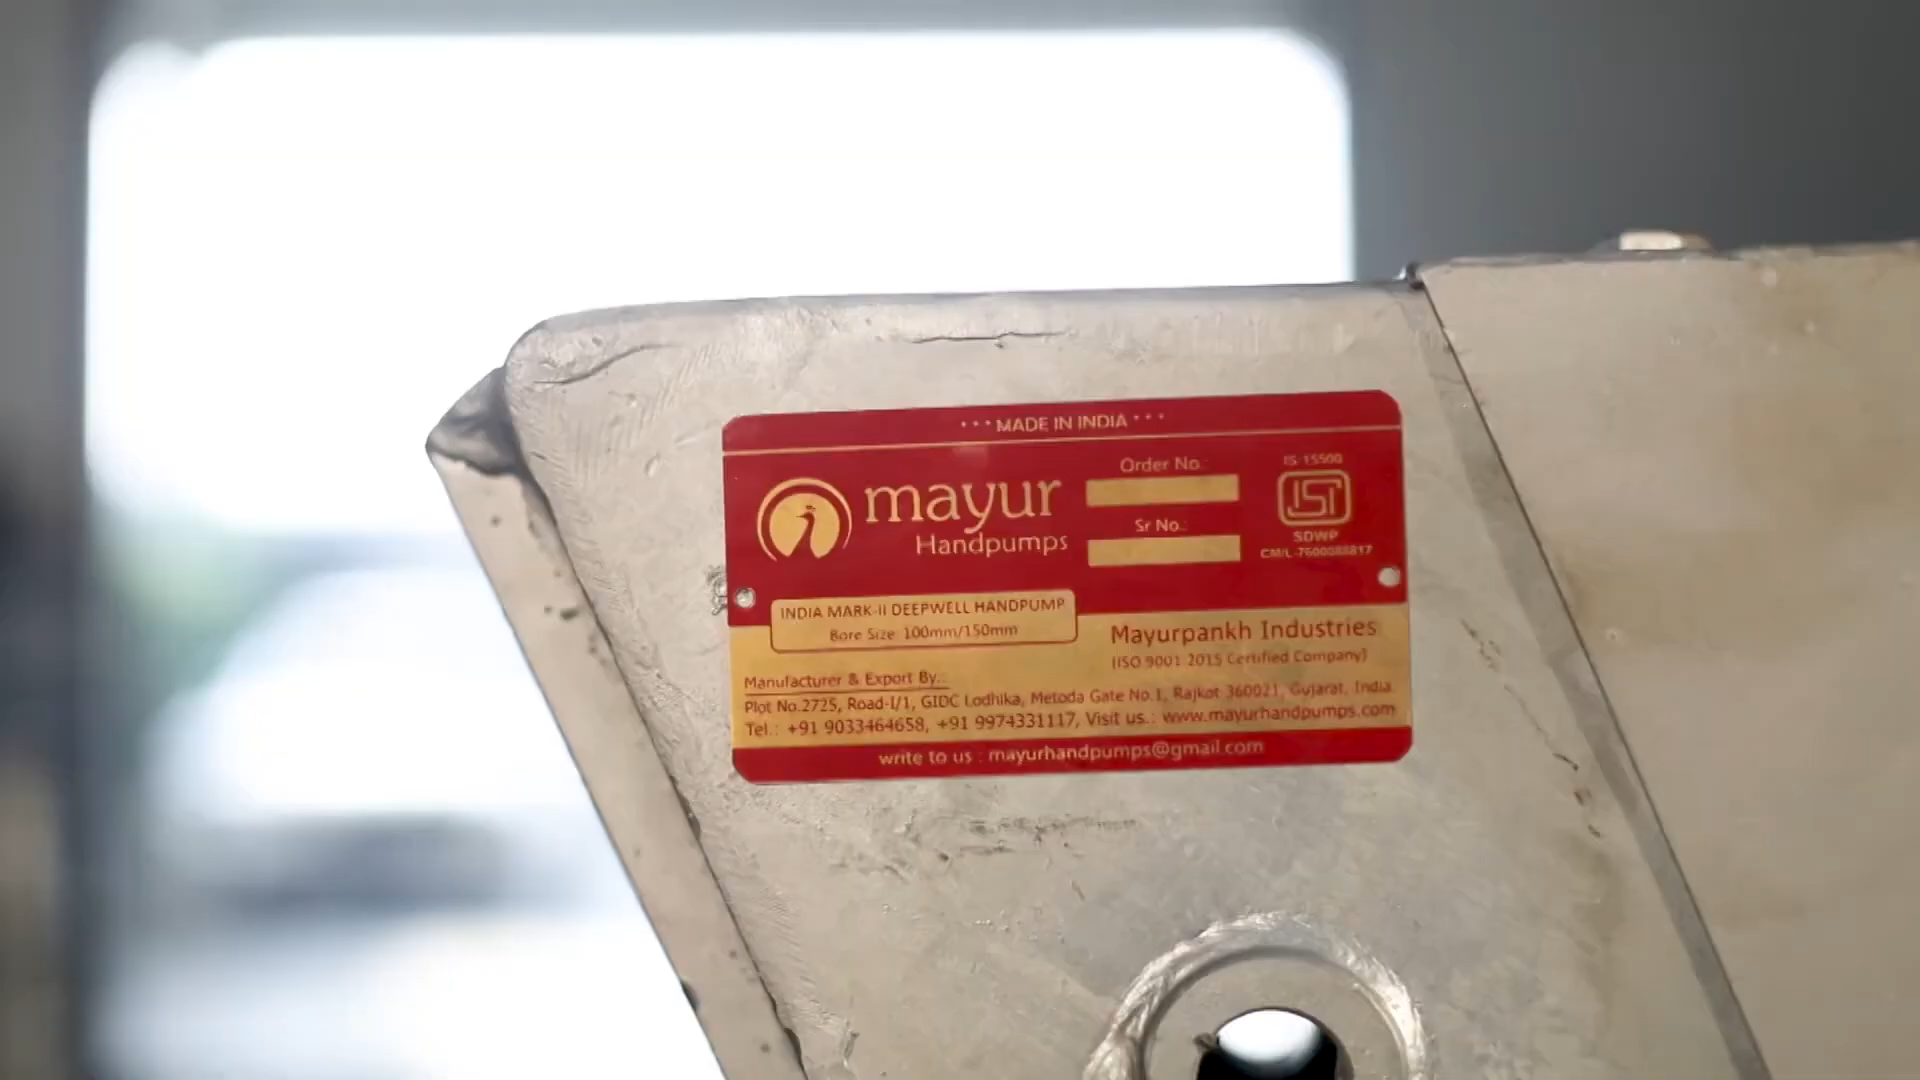 * * * MADE IN INDIA * * *
mayur
Handpumps
Order No.:
Sr No.:
IS 15500
ISI
SDWP
CM/L-7600088817
INDIA MARK-II DEEPWELL HANDPUMP
Bore Size 100mm/150mm
Mayurpankh Industries
(ISO 9001:2015 Certified Company)
Manufacturer & Export By.:
Plot No.2725, Road-I/1, GIDC Lodhika, Metoda Gate No.1, Rajkot 360021, Gujarat, India.
Tel.: +91 9033464658, +91 9974331117, Visit us.: www.mayurhandpumps.com
write to us : mayurhandpumps@gmail.com